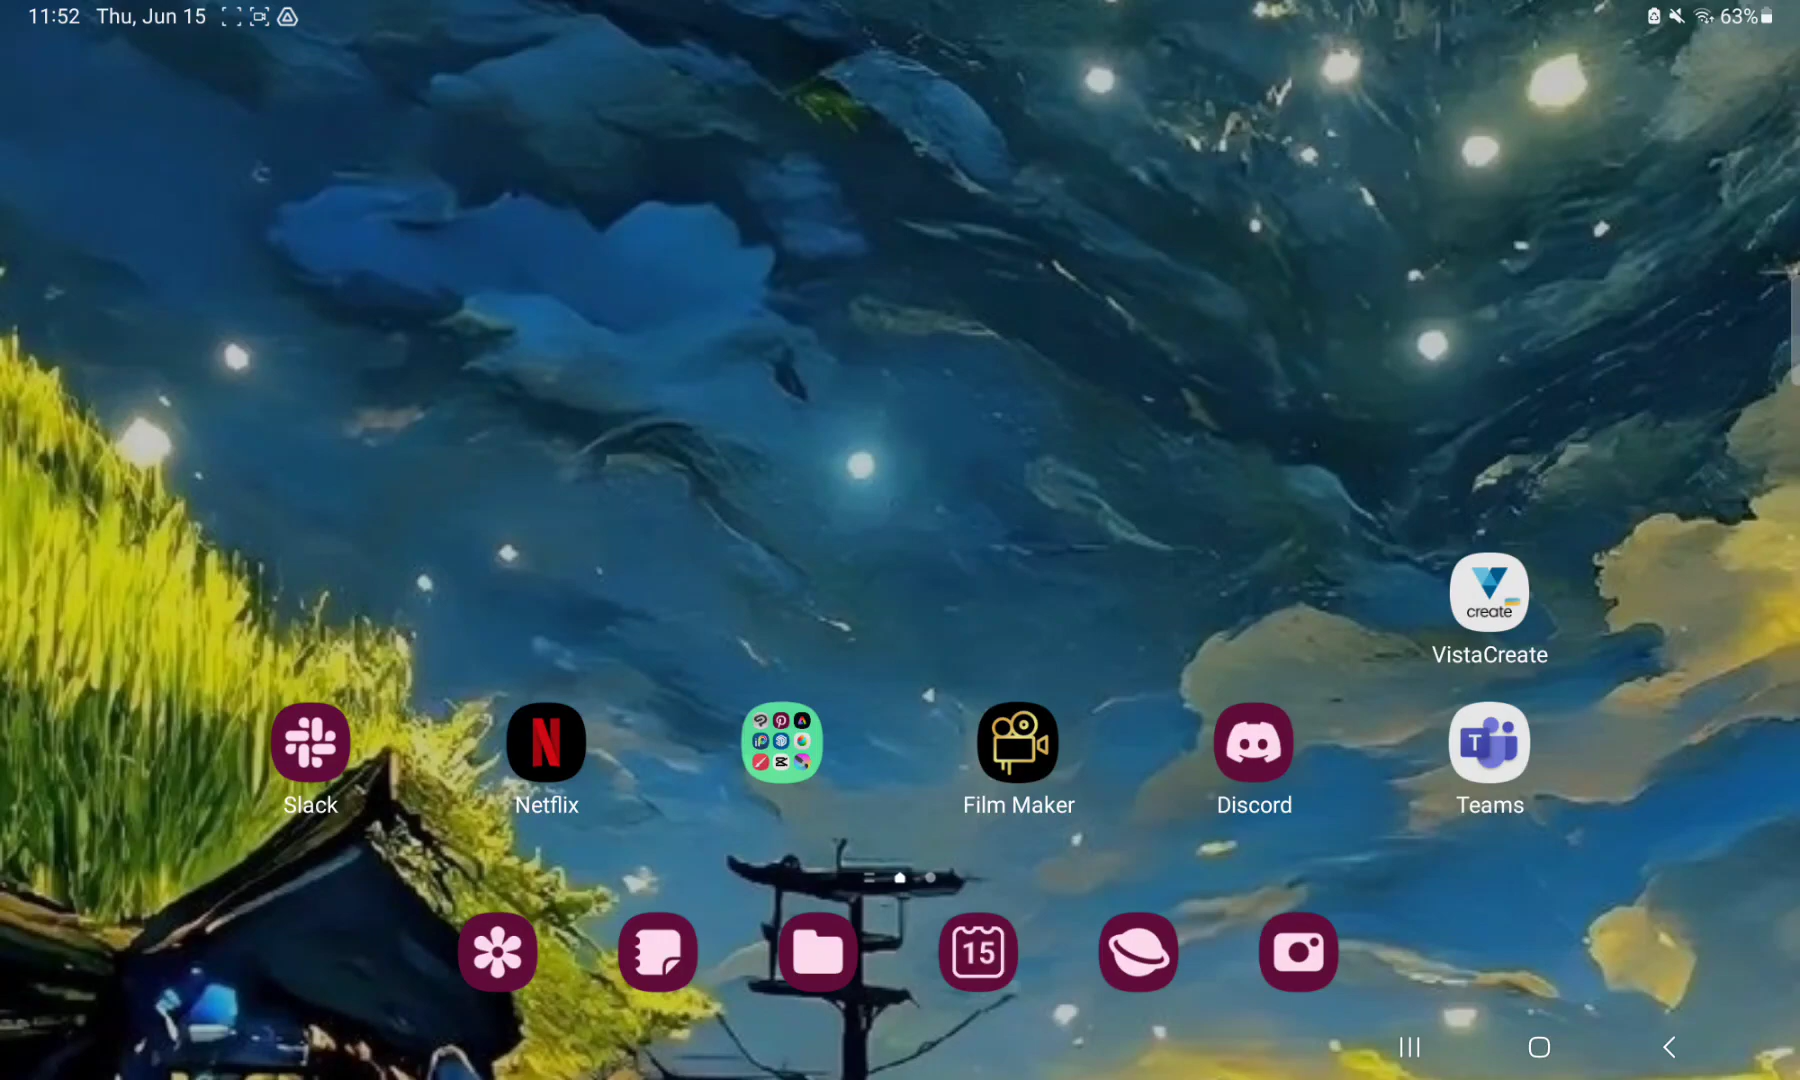 11:52 Thu, Jun 15 63%
create
VistaCreate
N
T
Slack Netflix Film Maker Discord Teams
15